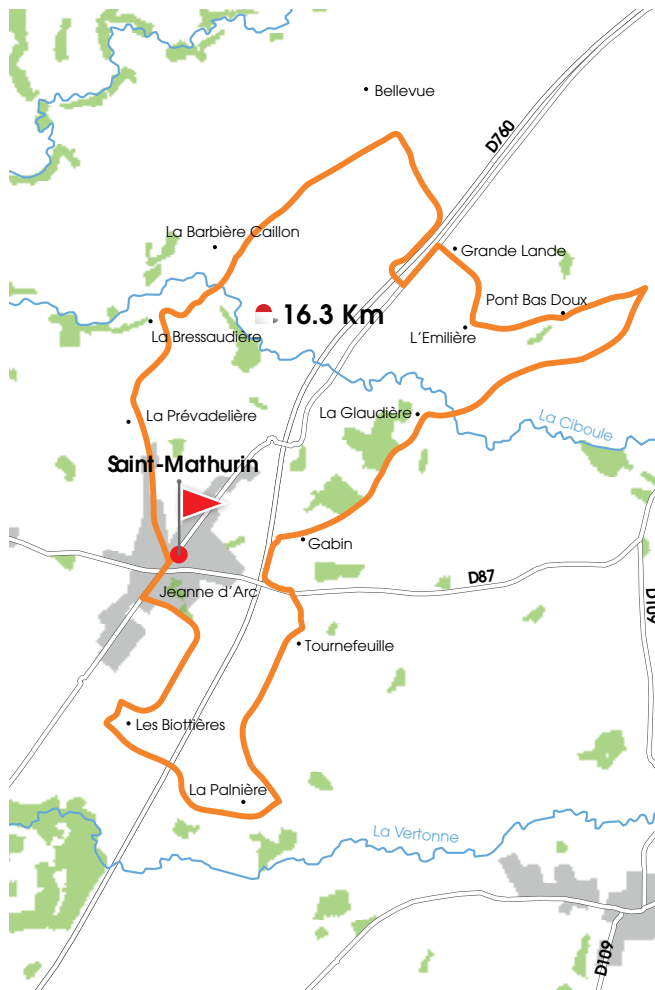 Bellevue
D760
La Barbière Caillon
Grande Lande
Pont Bas Doux
16.3 Km
La Bressaudière
L'Emilière
La Prévadelière
La Glaudière
La Ciboule
Saint-Mathurin
Gabin
D87
Jeanne d'Arc
D109
Tournefeuille
Les Biottières
La Palnière
La Vertonne
D109